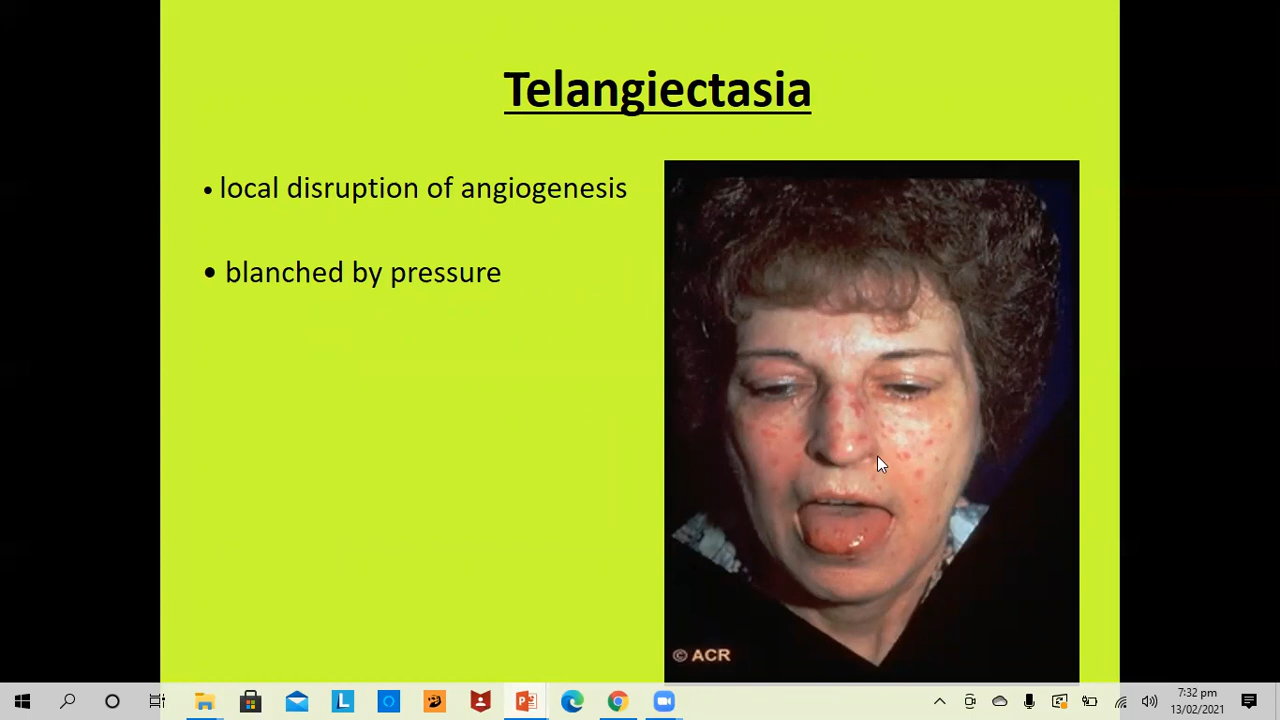 Telangiectasia
• local disruption of angiogenesis
• blanched by pressure
© ACR
7:32 pm
13/02/2021